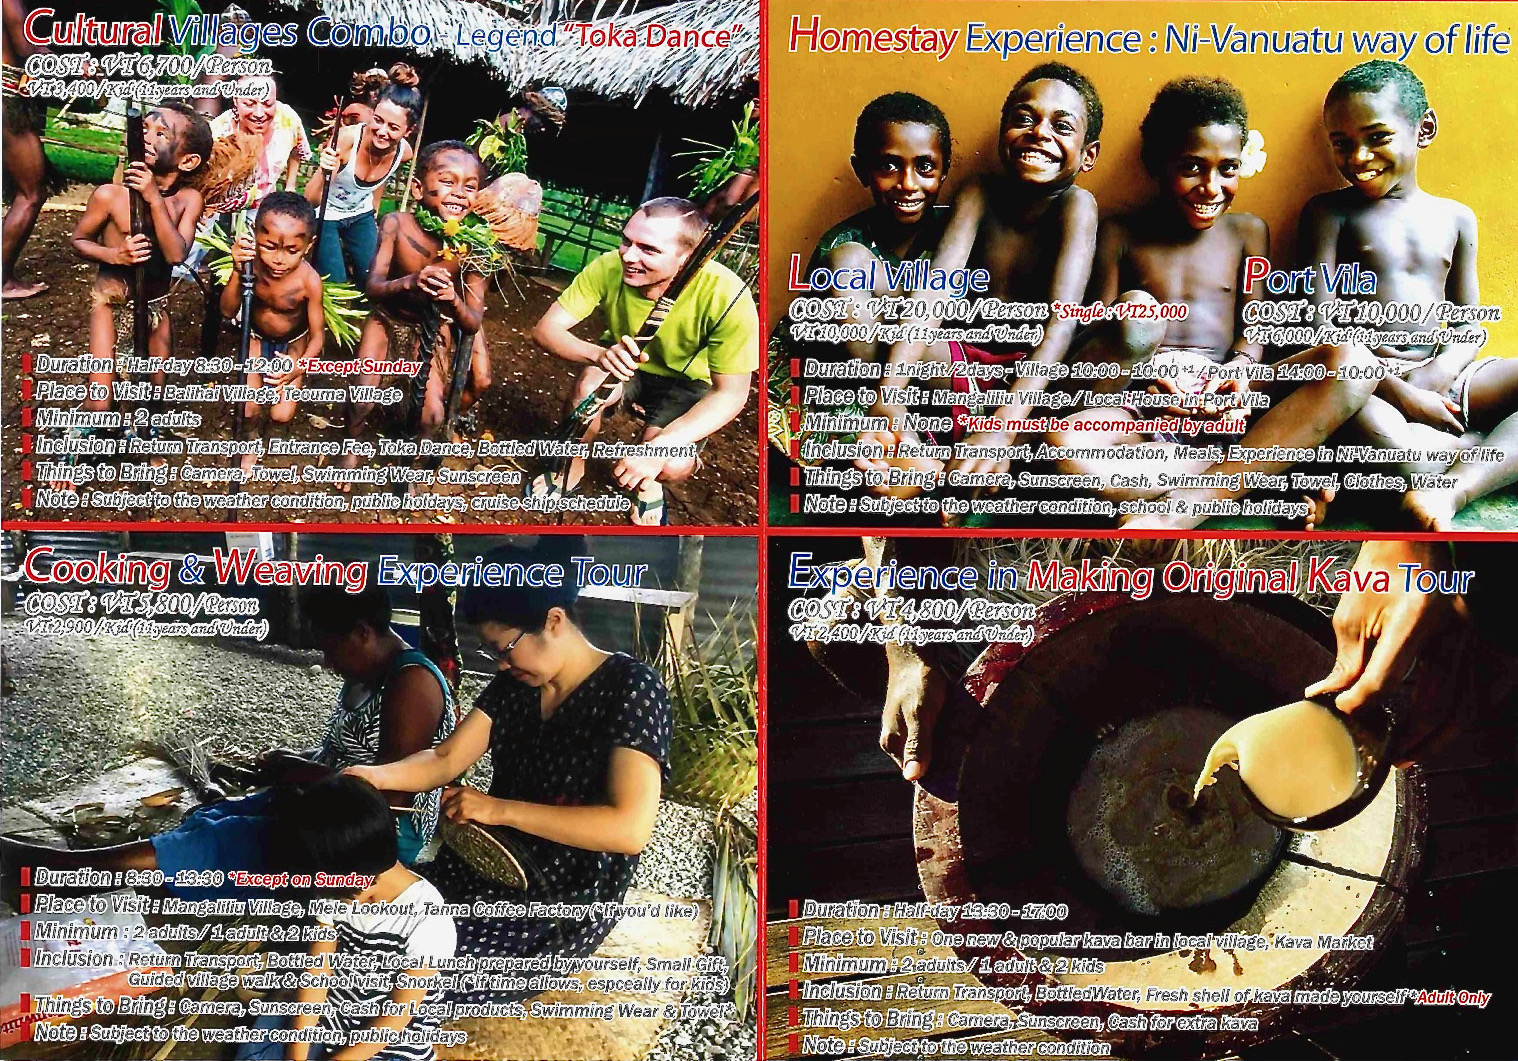 Cultural Villages Combo - Legend "Toka Dance"
COST : VT6,700/Person
VT3,400/Kid (11years and Under)
Duration : Half-day 8:30 - 12:00 *Except Sunday
Place to Visit : Balihai Village, Teouma Village
Minimum : 2 adults
Inclusion : Return Transport, Entrance Fee, Toka Dance, Bottled Water, Refreshment
Things to Bring : Camera, Towel, Swimming Wear, Sunscreen
Note : Subject to the weather condition, public holdays, cruise ship schedule
Homestay Experience : Ni-Vanuatu way of life
Local Village
COST : VT20,000/Person *Single : VT25,000
VT10,000/Kid (11years and Under)
Port Vila
COST : VT10,000/Person
VT6,000/Kid (11years and Under)
Duration : 1night/2days - Village 10:00 - 10:00⁺¹ / Port Vila 14:00 - 10:00⁺¹
Place to Visit : Mangaliliu Village / Local House in Port Vila
Minimum : None *Kids must be accompanied by adult
Inclusion : Return Transport, Accommodation, Meals, Experience in Ni-Vanuatu way of life
Things to Bring : Camera, Sunscreen, Cash, Swimming Wear, Towel, Clothes, Water
Note : Subject to the weather condition, school & public holidays
Cooking & Weaving Experience Tour
COST : VT5,800/Person
VT2,900/Kid (11years and Under)
Duration : 8:30 - 13:30 *Except on Sunday
Place to Visit : Mangaliliu Village, Mele Lookout, Tanna Coffee Factory (*If you'd like)
Minimum : 2 adults/ 1 adult & 2 kids
Inclusion : Return Transport, Bottled Water, Local Lunch prepared by yourself, Small Gift,
Guided village walk & School visit, Snorkel (*If time allows, espceally for kids)
Things to Bring : Camera, Sunscreen, Cash for Local products, Swimming Wear & Towel*
Note : Subject to the weather condition, public holidays
Experience in Making Original Kava Tour
COST : VT4,800/Person
VT2,400/Kid (11years and Under)
Duration : Half-day 13:30 - 17:00
Place to Visit : One new & popular kava bar in local village, Kava Market
Minimum : 2 adults/ 1 adult & 2 kids
Inclusion : Return Transport, BottledWater, Fresh shell of kava made yourself *Adult Only
Things to Bring : Camera, Sunscreen, Cash for extra kava
Note : Subject to the weather condition